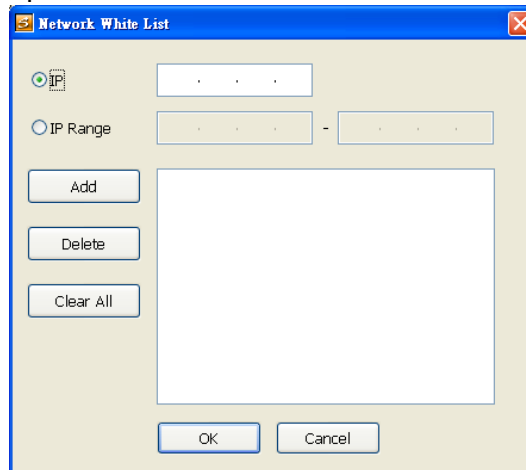 Network White List
IP
IP Range
-
Add
Delete
Clear All
OK
Cancel